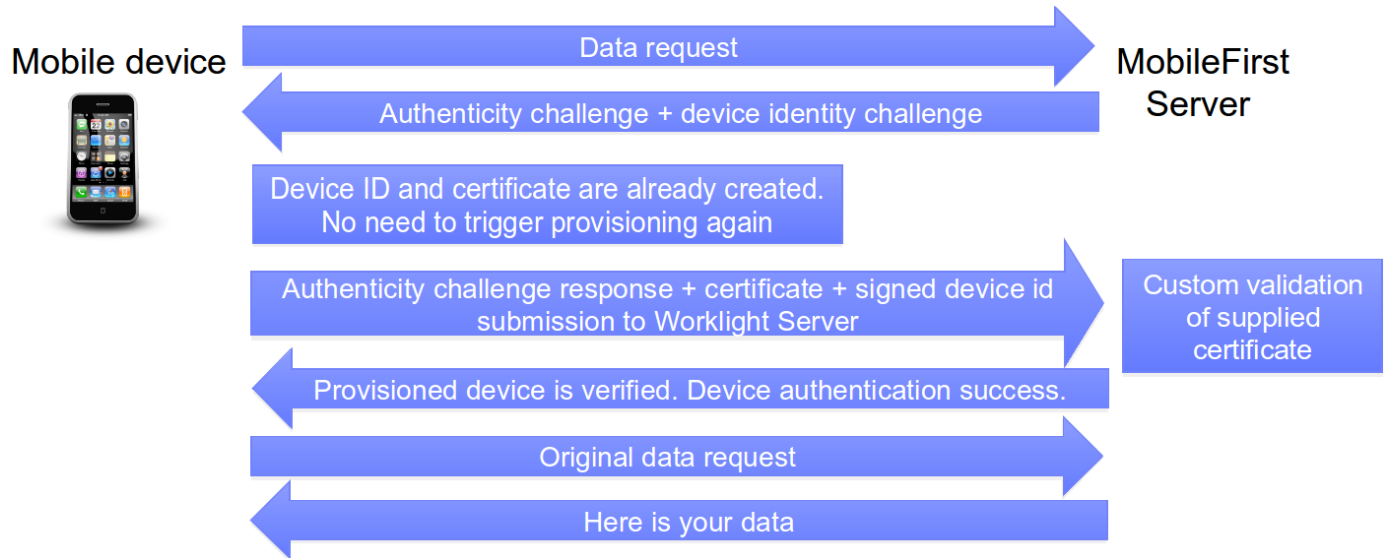 Data request
Mobile device
MobileFirst
Server
Authenticity challenge + device identity challenge
Device ID and certificate are already created.
No need to trigger provisioning again
Authenticity challenge response + certificate + signed device id
submission to Worklight Server
Custom validation
of supplied
certificate
Provisioned device is verified. Device authentication success.
Original data request
Here is your data